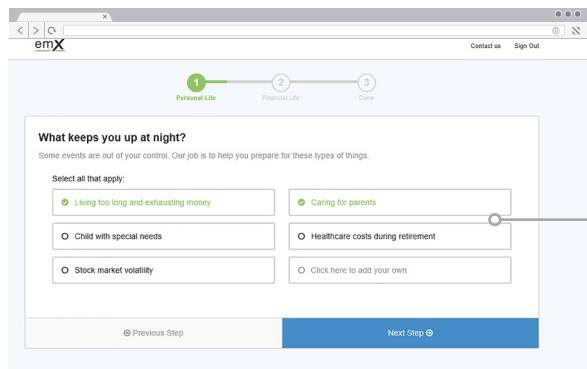 emX
Contact us Sign Out
1 2 3
Personal Life Financial Life Done
What keeps you up at night?
Some events are out of your control. Our job is to help you prepare for these types of things.
Select all that apply:
Living too long and exhausting money
Caring for parents
Child with special needs
Healthcare costs during retirement
Stock market volatility
Click here to add your own
Previous Step
Next Step